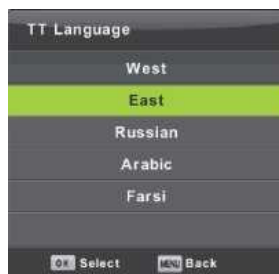 TT Language
West
East
Russian
Arabic
Farsi
OK Select MENU Back